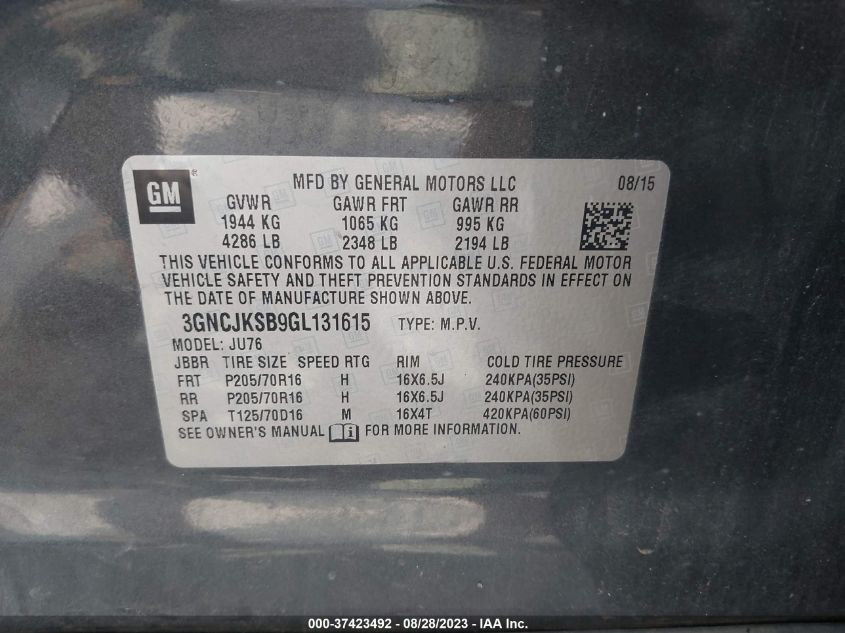 GM
MFD BY GENERAL MOTORS LLC 08/15
GVWR GAWR FRT GAWR RR
1944 KG 1065 KG 995 KG
4286 LB 2348 LB 2194 LB
THIS VEHICLE CONFORMS TO ALL APPLICABLE U.S. FEDERAL MOTOR
VEHICLE SAFETY AND THEFT PREVENTION STANDARDS IN EFFECT ON
THE DATE OF MANUFACTURE SHOWN ABOVE.
3GNCJKSB9GL131615 TYPE: M.P.V.
MODEL: JU76
JBBR TIRE SIZE SPEED RTG RIM COLD TIRE PRESSURE
FRT P205/70R16 H 16X6.5J 240KPA(35PSI)
RR P205/70R16 H 16X6.5J 240KPA(35PSI)
SPA T125/70D16 M 16X4T 420KPA(60PSI)
SEE OWNER'S MANUAL FOR MORE INFORMATION.
000-37423492 - 08/28/2023 - IAA Inc.